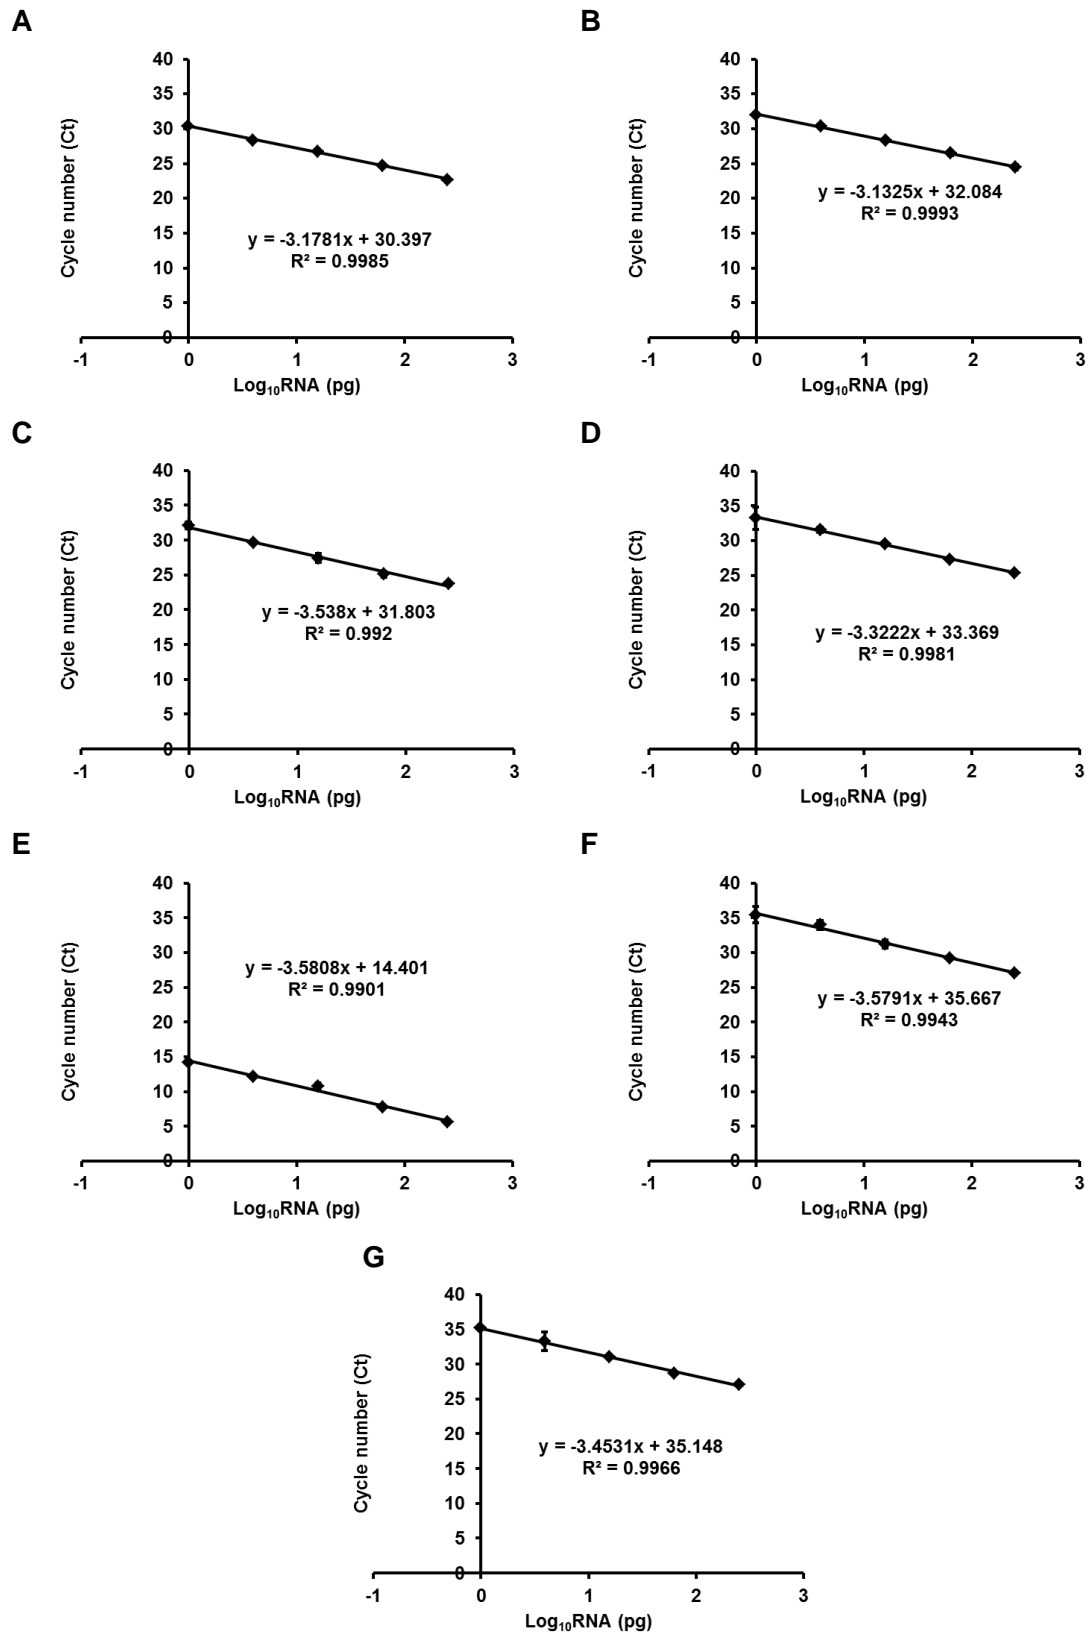 A
Cycle number (Ct)
40
35
30
25
20
15
10
5
0
y = -3.1781x + 30.397
R² = 0.9985
-1 0 1 2 3
Log₁₀RNA (pg)
B
Cycle number (Ct)
40
35
30
25
20
15
10
5
0
y = -3.1325x + 32.084
R² = 0.9993
-1 0 1 2 3
Log₁₀RNA (pg)
C
Cycle number (Ct)
40
35
30
25
20
15
10
5
0
y = -3.538x + 31.803
R² = 0.992
-1 0 1 2 3
Log₁₀RNA (pg)
D
Cycle number (Ct)
40
35
30
25
20
15
10
5
0
y = -3.3222x + 33.369
R² = 0.9981
-1 0 1 2 3
Log₁₀RNA (pg)
E
Cycle number (Ct)
40
35
30
25
20
15
10
5
0
y = -3.5808x + 14.401
R² = 0.9901
-1 0 1 2 3
Log₁₀RNA (pg)
F
Cycle number (Ct)
40
35
30
25
20
15
10
5
0
y = -3.5791x + 35.667
R² = 0.9943
-1 0 1 2 3
Log₁₀RNA (pg)
G
Cycle number (Ct)
40
35
30
25
20
15
10
5
0
y = -3.4531x + 35.148
R² = 0.9966
-1 0 1 2 3
Log₁₀RNA (pg)